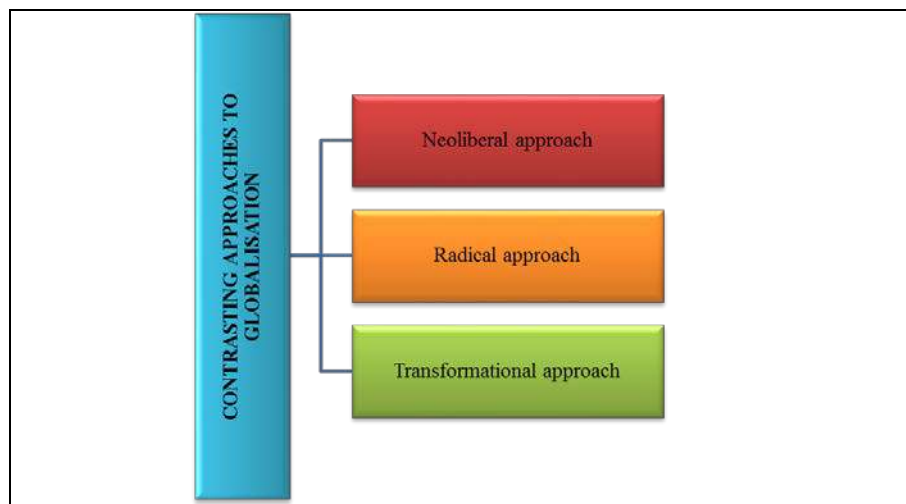 CONTRASTING APPROACHES TO
GLOBALISATION
Neoliberal approach
Radical approach
Transformational approach